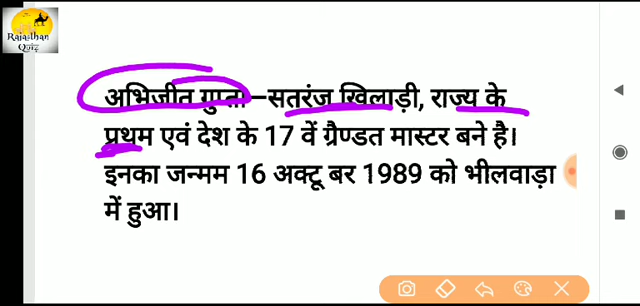 Rajasthan
Quiz
अभिजीत गुप्ता–सतरंज खिलाड़ी, राज्य के
प्रथम एवं देश के 17 वें ग्रैण्डत मास्टर बने है।
इनका जन्मम 16 अक्टू बर 1989 को भीलवाड़ा
में हुआ।